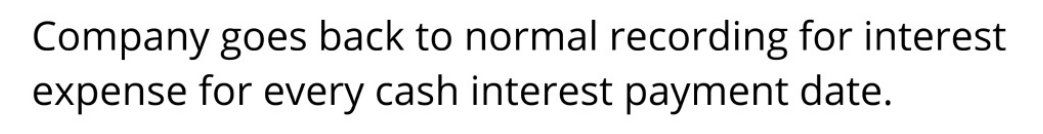 Company goes back to normal recording for interest
expense for every cash interest payment date.